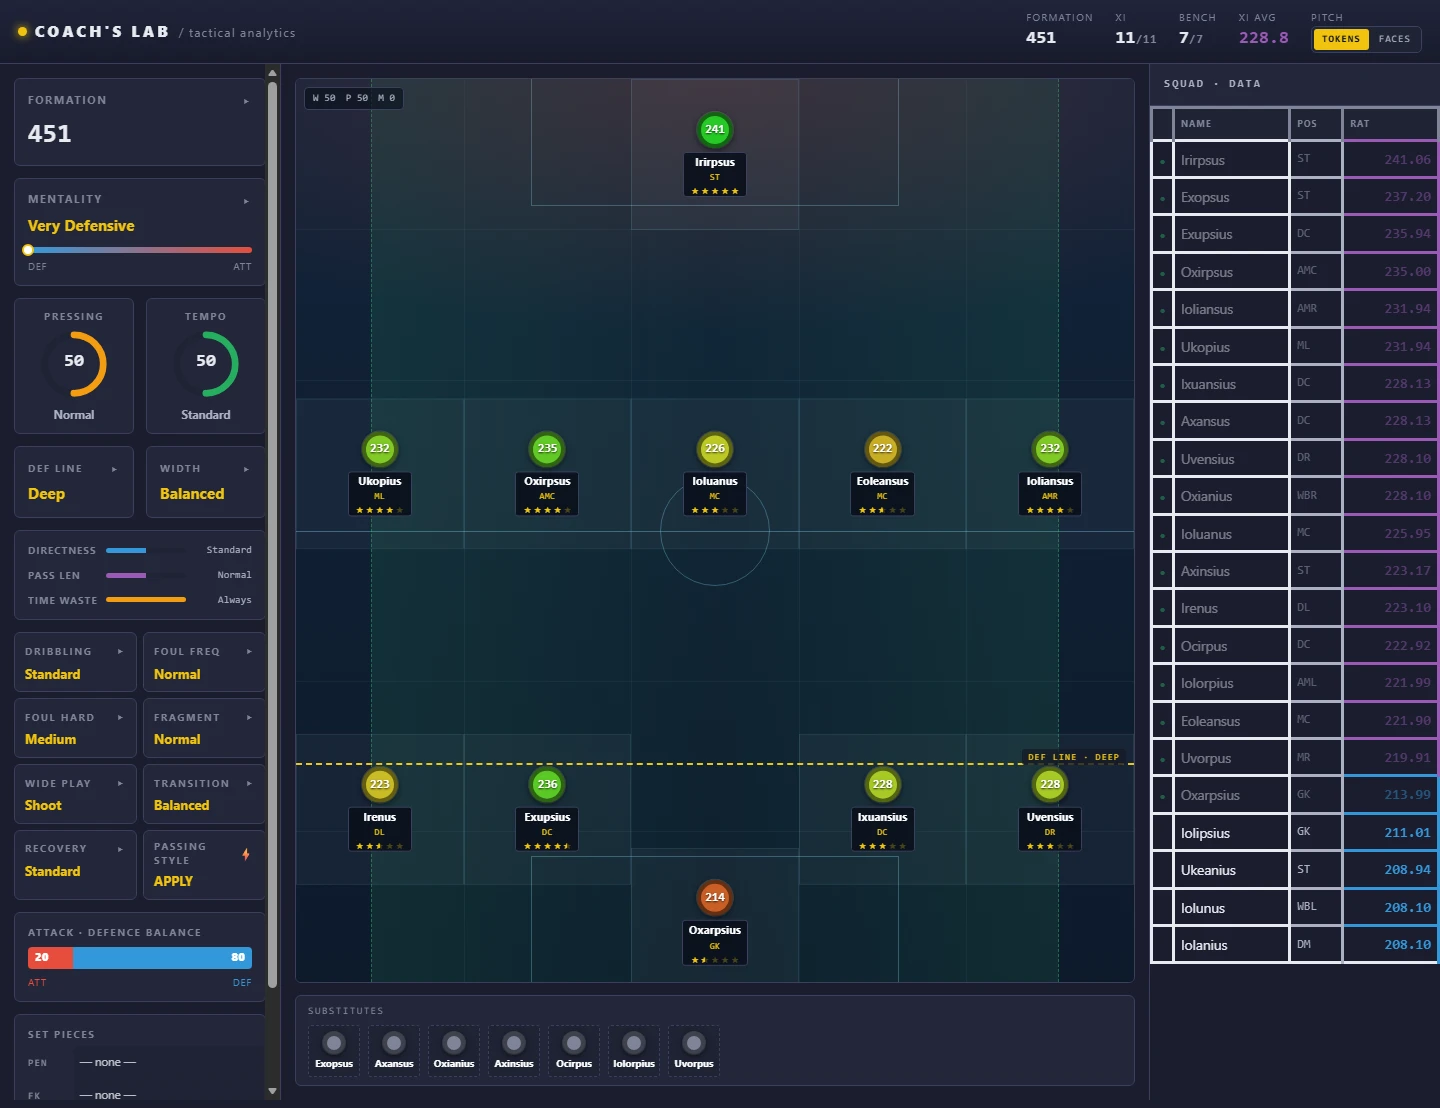 COACH'S LAB / tactical analytics
FORMATION
451
XI
11/11
BENCH
7/7
XI AVG
228.8
PITCH
TOKENS FACES
FORMATION ▸
451
MENTALITY ▸
Very Defensive
DEF ATT
PRESSING
50
Normal
TEMPO
50
Standard
DEF LINE ▸
Deep
WIDTH ▸
Balanced
DIRECTNESS Standard
PASS LEN Normal
TIME WASTE Always
DRIBBLING ▸
Standard
FOUL FREQ ▸
Normal
FOUL HARD ▸
Medium
FRAGMENT ▸
Normal
WIDE PLAY ▸
Shoot
TRANSITION ▸
Balanced
RECOVERY ▸
Standard
PASSING
STYLE
APPLY
ATTACK · DEFENCE BALANCE
20 80
ATT DEF
SET PIECES
PEN — none —
FK — none —
W 50 P 50 M 0
241
Irirpsus
ST
★★★★★
232
Ukopius
ML
235
Oxirpsus
AMC
226
Ioluanus
MC
222
Eoleansus
MC
232
Ioliansus
AMR
DEF LINE · DEEP
223
Irenus
DL
236
Exupsius
DC
228
Ixuansius
DC
228
Uvensius
DR
214
Oxarpsius
GK
SUBSTITUTES
Exopsus Axansus Oxianius Axinsius Ocirpus Iolorpius Uvorpus
SQUAD · DATA
NAME POS RAT
Irirpsus ST 241.06
Exopsus ST 237.20
Exupsius DC 235.94
Oxirpsus AMC 235.00
Ioliansus AMR 231.94
Ukopius ML 231.94
Ixuansius DC 228.13
Axansus DC 228.13
Uvensius DR 228.10
Oxianius WBR 228.10
Ioluanus MC 225.95
Axinsius ST 223.17
Irenus DL 223.10
Ocirpus DC 222.92
Iolorpius AML 221.99
Eoleansus MC 221.90
Uvorpus MR 219.91
Oxarpsius GK 213.99
Iolipsius GK 211.01
Ukeanius ST 208.94
Iolunus WBL 208.10
Iolanius DM 208.10